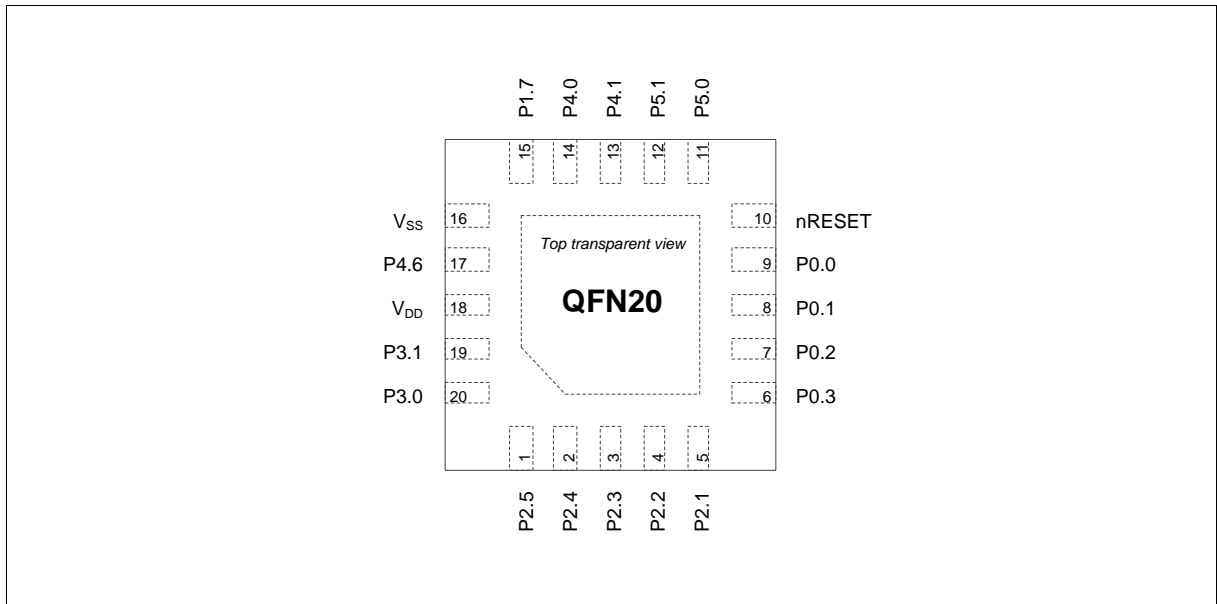 P1.7 P4.0 P4.1 P5.1 P5.0
15 14 13 12 11
VSS 16 10 nRESET
Top transparent view
P4.6 17 9 P0.0
VDD 18 QFN20 8 P0.1
P3.1 19 7 P0.2
P3.0 20 6 P0.3
1 2 3 4 5
P2.5 P2.4 P2.3 P2.2 P2.1